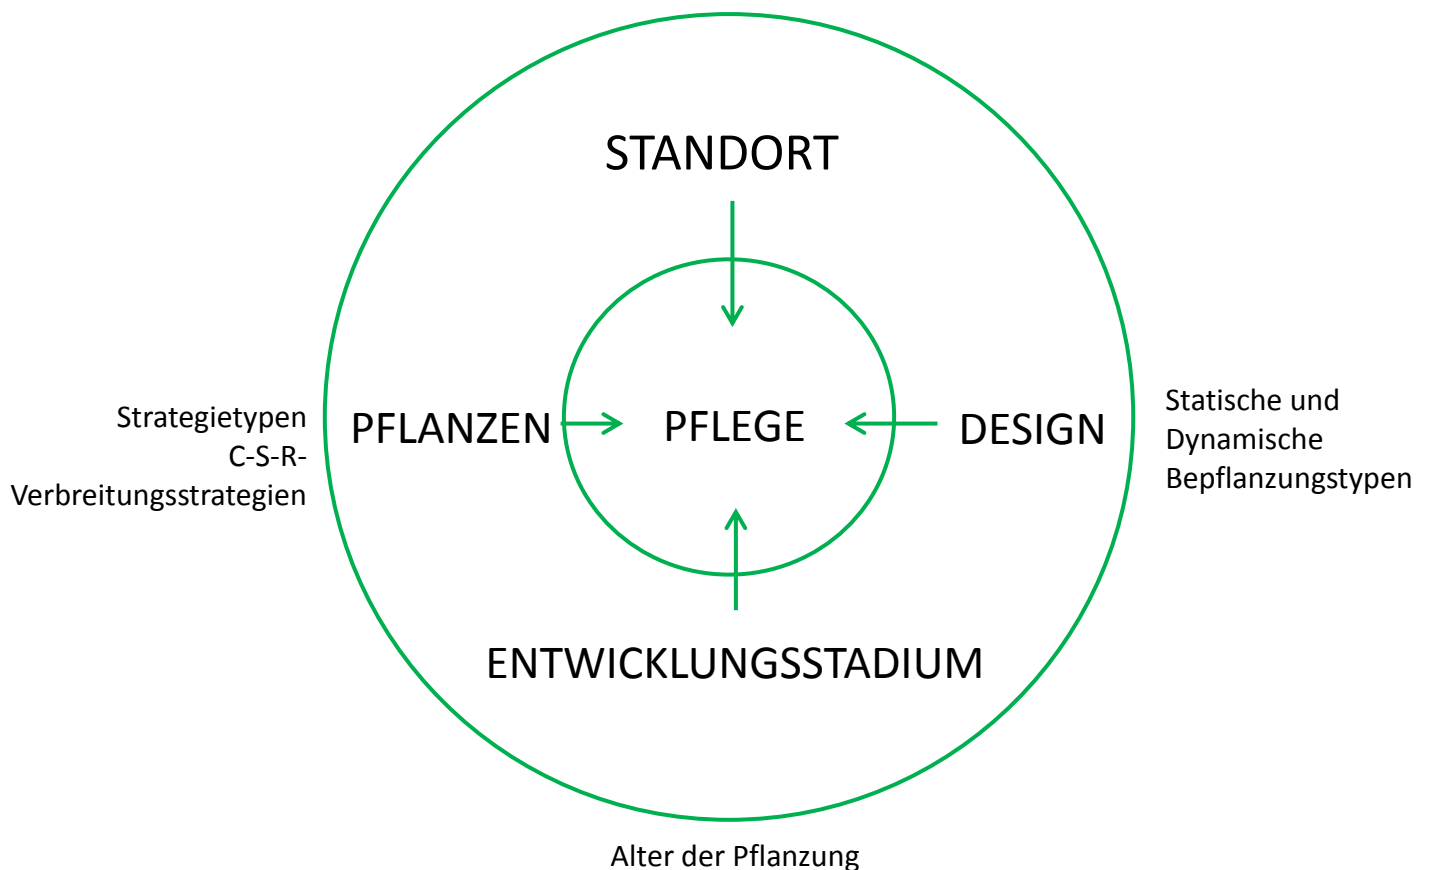 STANDORT
Strategietypen
C-S-R-
Verbreitungsstrategien
PFLANZEN
PFLEGE
DESIGN
Statische und
Dynamische
Bepflanzungstypen
ENTWICKLUNGSSTADIUM
Alter der Pflanzung